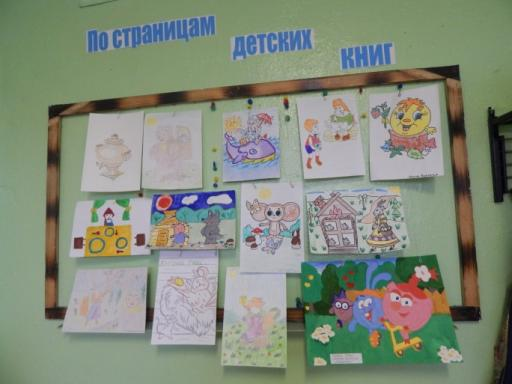 По страницам
детских
книг